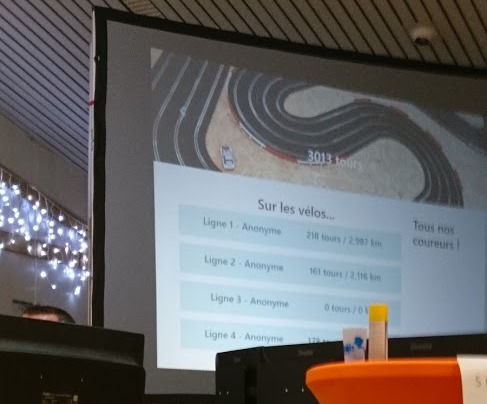 3013 tours
Sur les vélos...
Tous nos
coureurs !
Ligne 1 - Anonyme 218 tours / 2,987 km
Ligne 2 - Anonyme 161 tours / 2,116 km
Ligne 3 - Anonyme 0 tours / 0
Ligne 4 - Anonyme